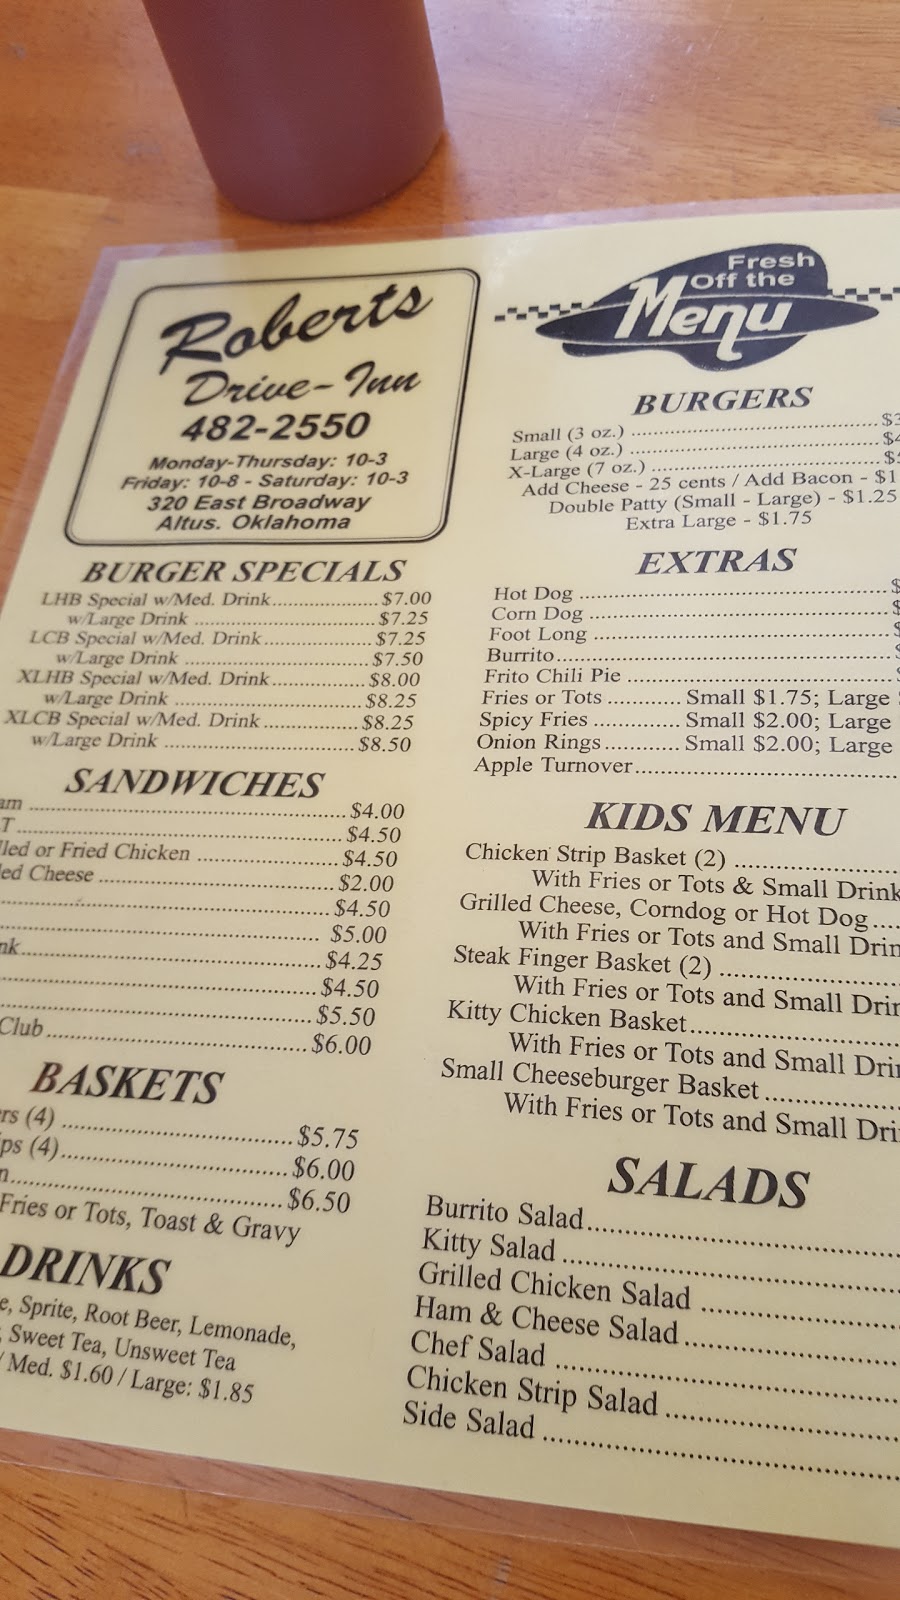 Roberts
Drive-Inn
482-2550
Monday-Thursday: 10-3
Friday: 10-8 - Saturday: 10-3
320 East Broadway
Altus, Oklahoma
BURGER SPECIALS
LHB Special w/Med. Drink $7.00
w/Large Drink $7.25
LCB Special w/Med. Drink $7.25
w/Large Drink $7.50
XLHB Special w/Med. Drink $8.00
w/Large Drink $8.25
XLCB Special w/Med. Drink $8.25
w/Large Drink $8.50
SANDWICHES
$4.00
$4.50
or Fried Chicken $4.50
Cheese $2.00
$4.50
$5.00
$4.25
$4.50
$5.50
Club $6.00
BASKETS
(4) $5.75
(4) $6.00
$6.50
Fries or Tots, Toast & Gravy
DRINKS
Sprite, Root Beer, Lemonade,
Sweet Tea, Unsweet Tea
/ Med. $1.60 / Large: $1.85
Fresh
Off the
Menu
BURGERS
Small (3 oz.) $3
Large (4 oz.) $4
X-Large (7 oz.) $
Add Cheese - 25 cents / Add Bacon - $1
Double Patty (Small - Large) - $1.25
Extra Large - $1.75
EXTRAS
Hot Dog $
Corn Dog $
Foot Long $
Burrito $
Frito Chili Pie $
Fries or Tots Small $1.75; Large
Spicy Fries Small $2.00; Large
Onion Rings Small $2.00; Large
Apple Turnover
KIDS MENU
Chicken Strip Basket (2)
With Fries or Tots & Small Drink
Grilled Cheese, Corndog or Hot Dog
With Fries or Tots and Small Drin
Steak Finger Basket (2)
With Fries or Tots and Small Drin
Kitty Chicken Basket
With Fries or Tots and Small Drin
Small Cheeseburger Basket
With Fries or Tots and Small Dri
SALADS
Burrito Salad
Kitty Salad
Grilled Chicken Salad
Ham & Cheese Salad
Chef Salad
Chicken Strip Salad
Side Salad